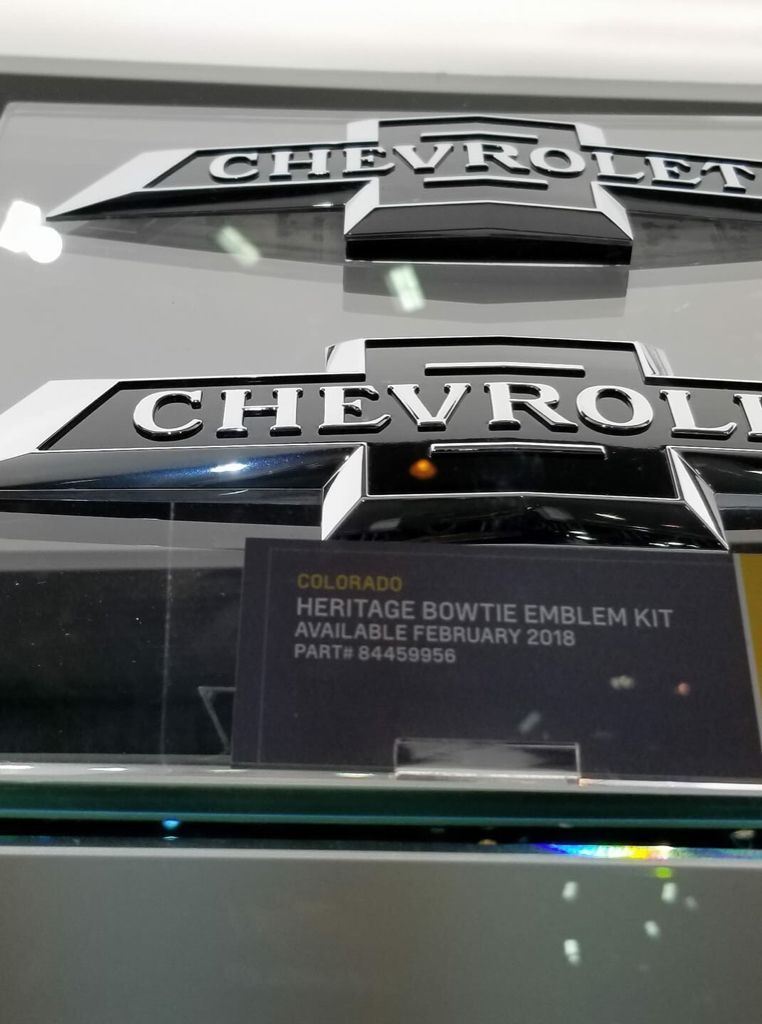 CHEVROLET
CHEVROL
COLORADO
HERITAGE BOWTIE EMBLEM KIT
AVAILABLE FEBRUARY 2018
PART# 84459956